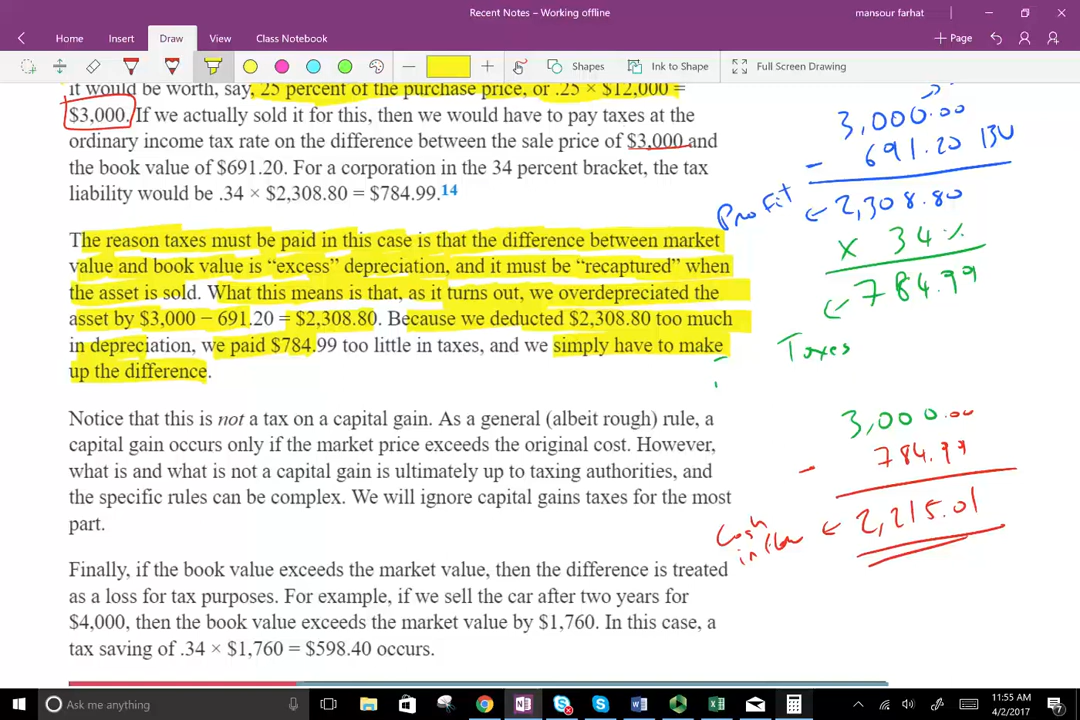 Recent Notes - Working offline
mansour farhat
Home Insert Draw View Class Notebook
Page
Shapes
Ink to Shape
Full Screen Drawing
it would be worth, say, 25 percent of the purchase price, or .25 × $12,000 =
$3,000. If we actually sold it for this, then we would have to pay taxes at the
ordinary income tax rate on the difference between the sale price of $3,000 and
the book value of $691.20. For a corporation in the 34 percent bracket, the tax
liability would be .34 × $2,308.80 = $784.99.14
The reason taxes must be paid in this case is that the difference between market
value and book value is “excess” depreciation, and it must be “recaptured” when
the asset is sold. What this means is that, as it turns out, we overdepreciated the
asset by $3,000 − 691.20 = $2,308.80. Because we deducted $2,308.80 too much
in depreciation, we paid $784.99 too little in taxes, and we simply have to make
up the difference.
Notice that this is not a tax on a capital gain. As a general (albeit rough) rule, a
capital gain occurs only if the market price exceeds the original cost. However,
what is and what is not a capital gain is ultimately up to taxing authorities, and
the specific rules can be complex. We will ignore capital gains taxes for the most
part.
Finally, if the book value exceeds the market value, then the difference is treated
as a loss for tax purposes. For example, if we sell the car after two years for
$4,000, then the book value exceeds the market value by $1,760. In this case, a
tax saving of .34 × $1,760 = $598.40 occurs.
3,000.00
- 691.20 BV
Profit ← 2,308.80
x 34%
← 784.99
Taxes
3,000.00
- 784.99
Cash inflow ← 2,215.01
Ask me anything
11:55 AM
4/2/2017